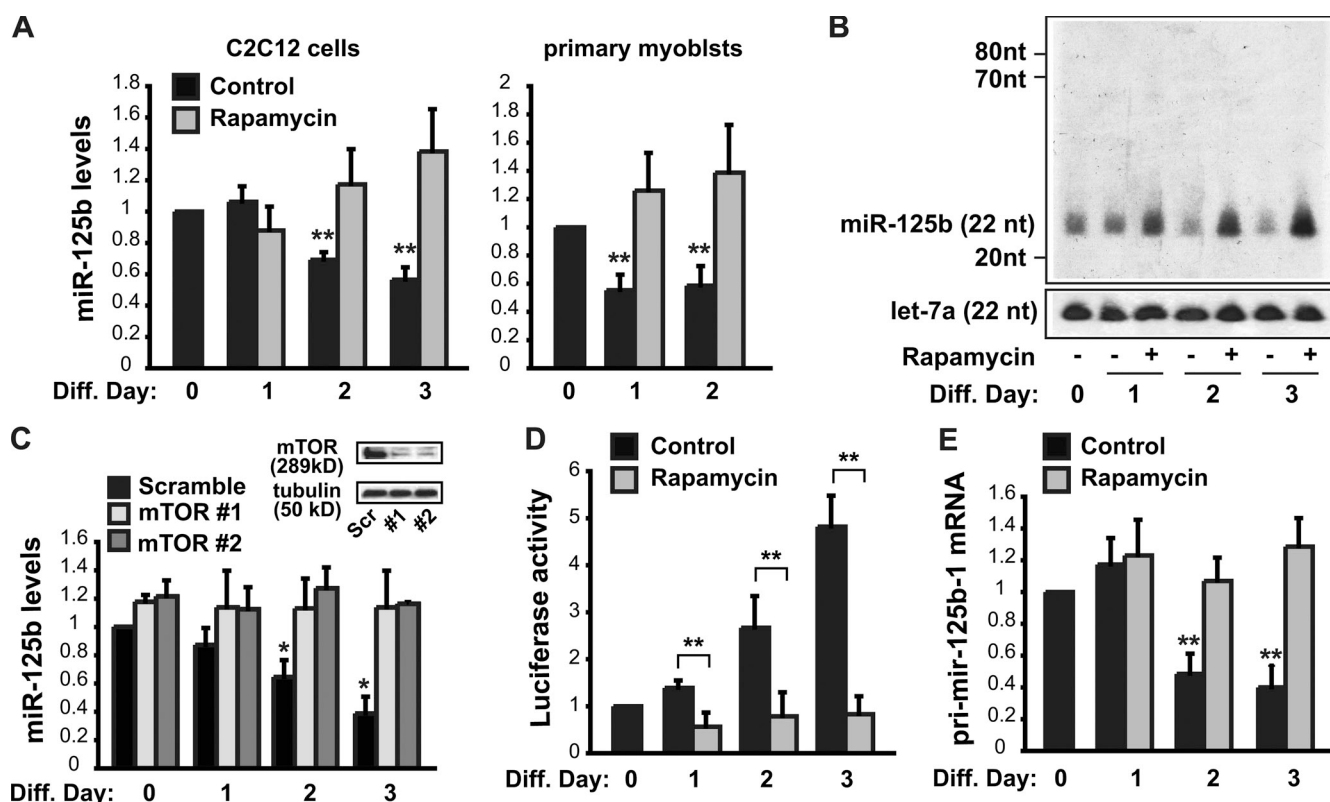 A
C2C12 cells
primary myoblsts
Control
Rapamycin
miR-125b levels
1.8
1.6
1.4
1.2
1
0.8
0.6
0.4
0.2
0
**
**
Diff. Day: 0 1 2 3
2
1.8
1.6
1.4
1.2
1
0.8
0.6
0.4
0.2
0
**
**
0 1 2
B
80nt
70nt
miR-125b (22 nt)
20nt
let-7a (22 nt)
Rapamycin - - + - + - +
Diff. Day: 0 1 2 3
C
mTOR
(289kD)
tubulin
(50 kD)
Scr #1 #2
Scramble
mTOR #1
mTOR #2
miR-125b levels
1.6
1.4
1.2
1
0.8
0.6
0.4
0.2
0
*
*
Diff. Day: 0 1 2 3
D
Control
Rapamycin
Luciferase activity
6
5
4
3
2
1
0
**
**
**
Diff. Day: 0 1 2 3
E
Control
Rapamycin
pri-mir-125b-1 mRNA
1.6
1.4
1.2
1
0.8
0.6
0.4
0.2
0
**
**
Diff. Day: 0 1 2 3